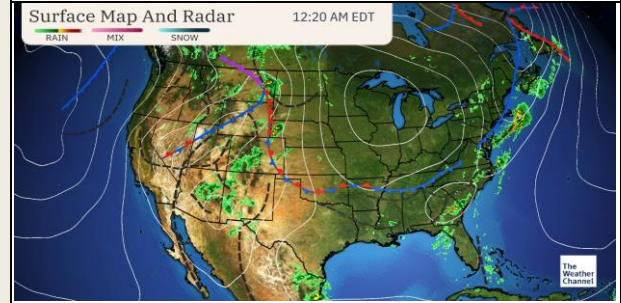 Surface Map And Radar
12:20 AM EDT
RAIN
MIX
SNOW
The
Weather
Channel